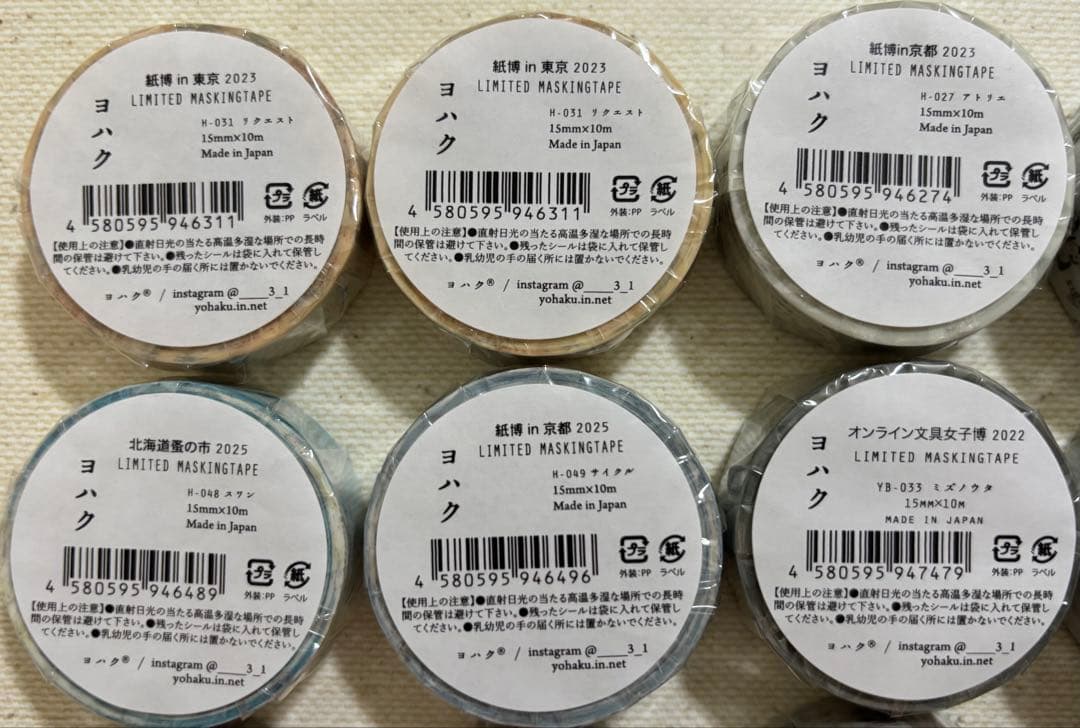 紙博 in 東京 2023
LIMITED MASKINGTAPE
ヨハク
H-031 リクエスト
15mm×10m
Made in Japan
4 580595 946311
プラ 紙
外装:PP ラベル
【使用上の注意】●直射日光の当たる高温多湿な場所での長時
間の保管は避けて下さい。●残ったシールは袋に入れて保管し
てください。●乳幼児の手の届く所には置かないでください。
ヨハク® / instagram @____3_1
yohaku.in.net
紙博 in 東京 2023
LIMITED MASKINGTAPE
ヨハク
H-031 リクエスト
15mm×10m
Made in Japan
4 580595 946311
プラ 紙
外装:PP ラベル
【使用上の注意】●直射日光の当たる高温多湿な場所での長時
間の保管は避けて下さい。●残ったシールは袋に入れて保管し
てください。●乳幼児の手の届く所には置かないでください。
ヨハク® / instagram @____3_1
yohaku.in.net
紙博in京都 2023
LIMITED MASKINGTAPE
ヨハク
H-027 アトリエ
15mm×10m
Made in Japan
4 580595 946274
プラ 紙
外装:PP ラベル
【使用上の注意】●直射日光の当たる高温多湿な場所での長時
間の保管は避けて下さい。●残ったシールは袋に入れて保管し
てください。●乳幼児の手の届く所には置かないでください。
ヨハク® / instagram @____3_1
yohaku.in.net
北海道蚤の市 2025
LIMITED MASKINGTAPE
ヨハク
H-048 スワン
15mm×10m
Made in Japan
4 580595 946489
プラ 紙
外装:PP ラベル
【使用上の注意】●直射日光の当たる高温多湿な場所での長時
間の保管は避けて下さい。●残ったシールは袋に入れて保管し
てください。●乳幼児の手の届く所には置かないでください。
ヨハク® / instagram @____3_1
yohaku.in.net
紙博 in 京都 2025
LIMITED MASKINGTAPE
ヨハク
H-049 サイクル
15mm×10m
Made in Japan
4 580595 946496
プラ 紙
外装:PP ラベル
【使用上の注意】●直射日光の当たる高温多湿な場所での長時
間の保管は避けて下さい。●残ったシールは袋に入れて保管し
てください。●乳幼児の手の届く所には置かないでください。
ヨハク® / instagram @____3_1
yohaku.in.net
オンライン文具女子博 2022
LIMITED MASKINGTAPE
ヨハク
YB-033 ミズノウタ
15MM×10M
MADE IN JAPAN
4 580595 947479
プラ 紙
外装:PP ラベル
【使用上の注意】●直射日光の当たる高温多湿な場所での長時
間の保管は避けて下さい。●残ったシールは袋に入れて保管し
てください。●乳幼児の手の届く所には置かないでください。
ヨハク® / instagram @____3_1
yohaku.in.net